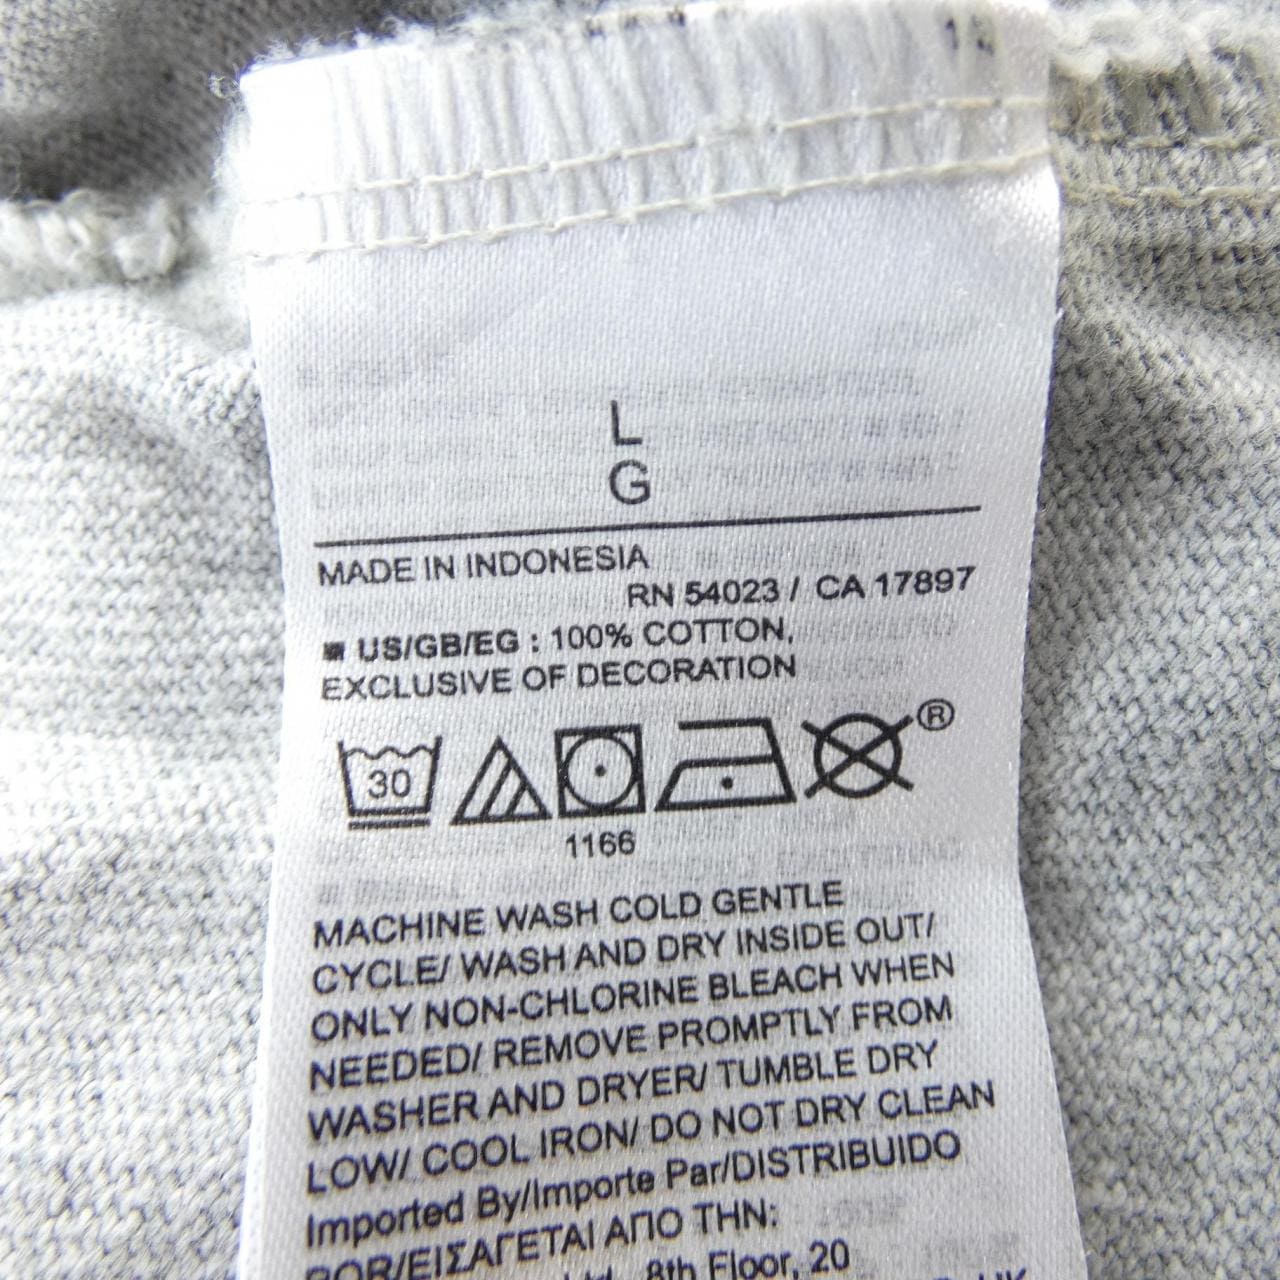 L
G
MADE IN INDONESIA
RN 54023 / CA 17897
US/GB/EG : 100% COTTON,
EXCLUSIVE OF DECORATION
30
®
1166
MACHINE WASH COLD GENTLE
CYCLE/ WASH AND DRY INSIDE OUT/
ONLY NON-CHLORINE BLEACH WHEN
NEEDED/ REMOVE PROMPTLY FROM
WASHER AND DRYER/ TUMBLE DRY
LOW/ COOL IRON/ DO NOT DRY CLEAN
Imported By/Importe Par/DISTRIBUIDO
POR/ΕΙΣΑΓΕΤΑΙ ΑΠΟ ΤΗΝ:
8th Floor, 20